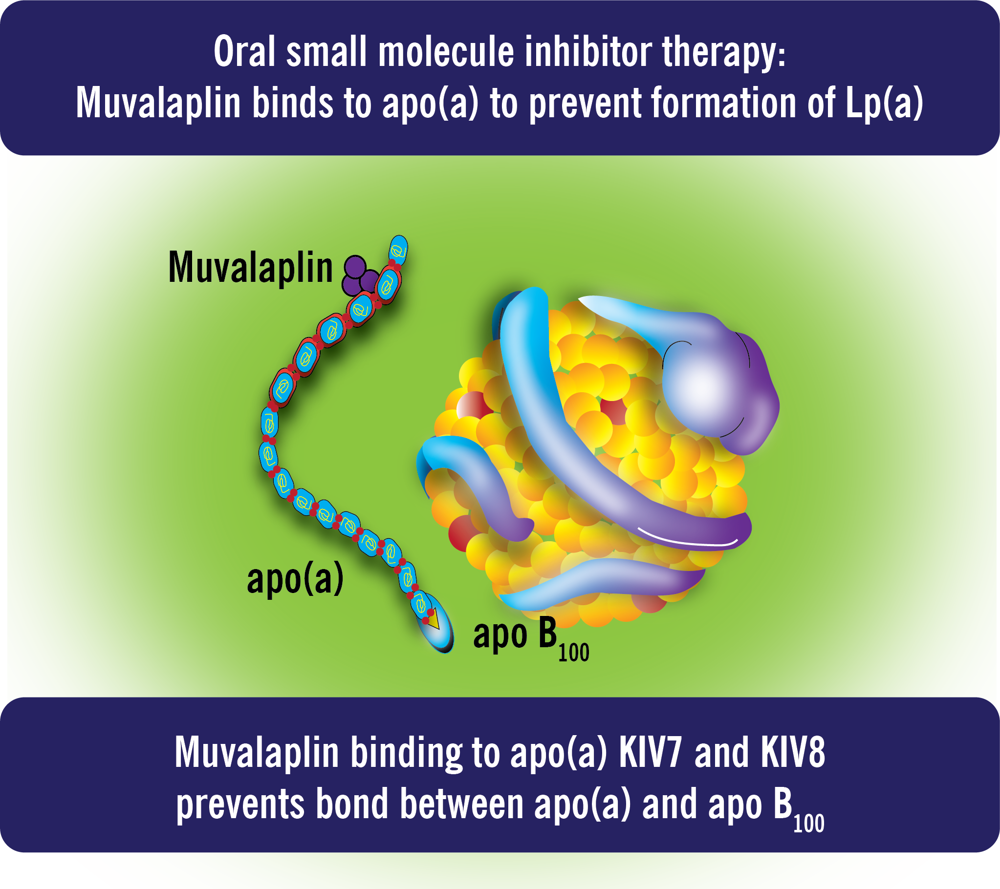 Oral small molecule inhibitor therapy:
Muvalaplin binds to apo(a) to prevent formation of Lp(a)
Muvalaplin
apo(a)
apo B₁₀₀
Muvalaplin binding to apo(a) KIV7 and KIV8
prevents bond between apo(a) and apo B₁₀₀